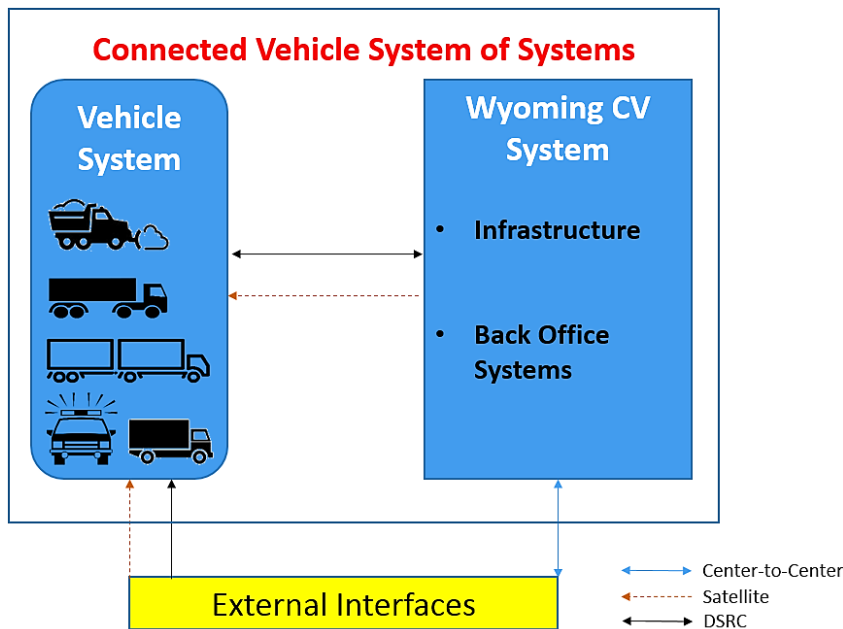 Connected Vehicle System of Systems
Vehicle
System
Wyoming CV
System
• Infrastructure
• Back Office
Systems
External Interfaces
Center-to-Center
Satellite
DSRC